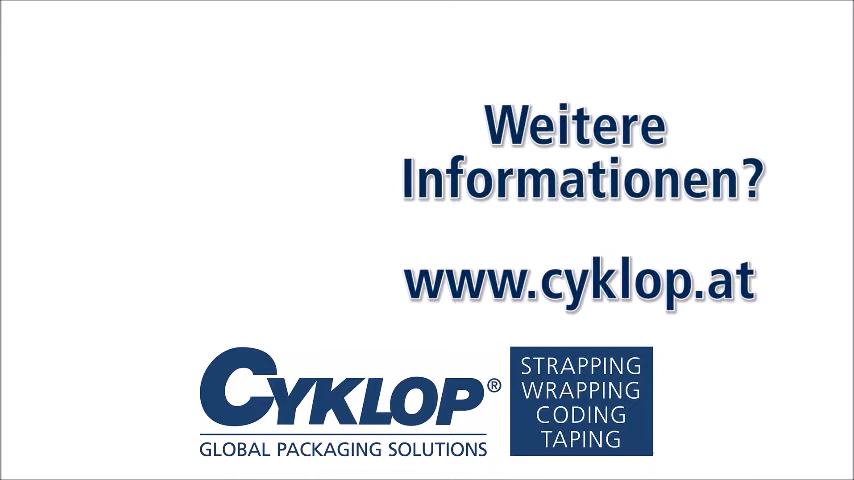 Weitere
Informationen?
www.cyklop.at
CYKLOP®
GLOBAL PACKAGING SOLUTIONS
STRAPPING
WRAPPING
CODING
TAPING